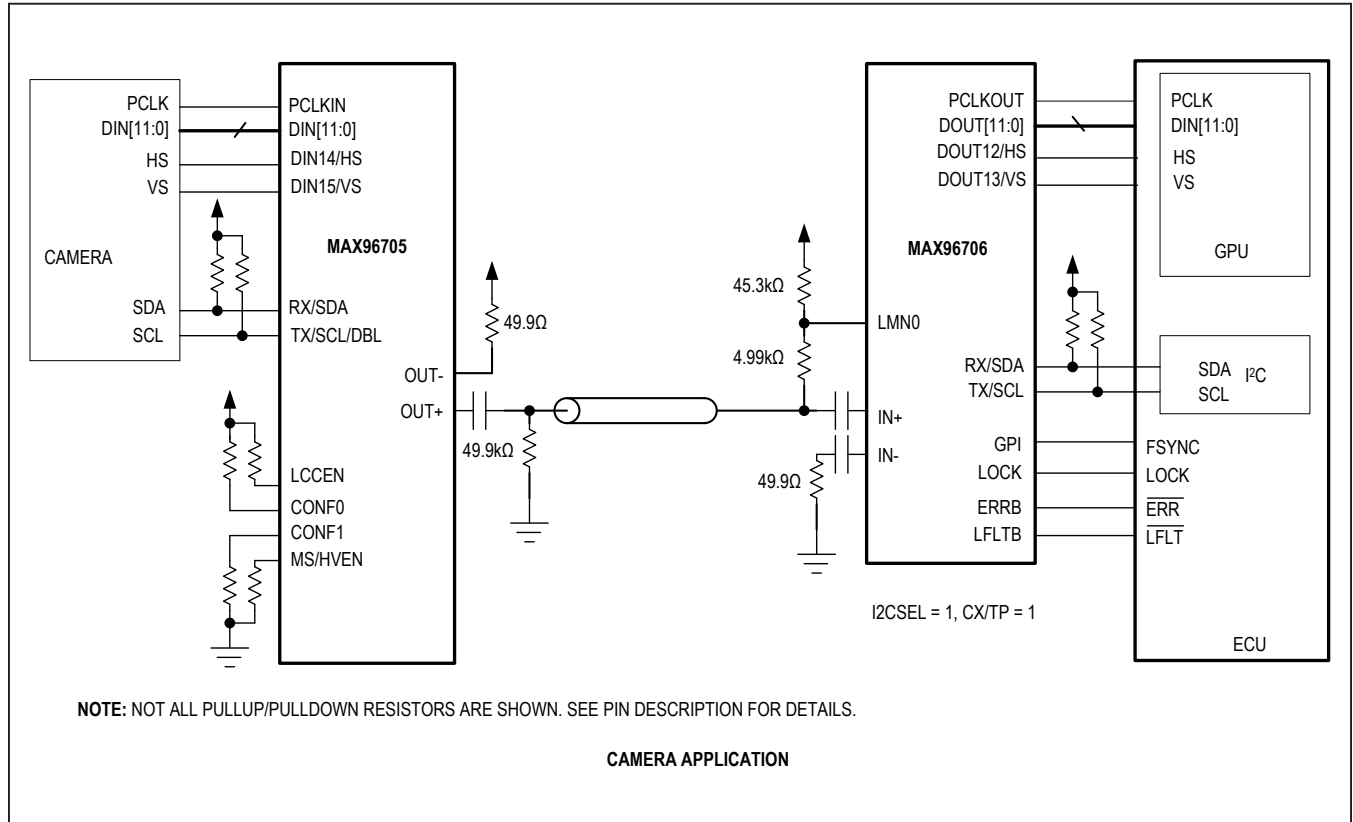 PCLK
DIN[11:0]
HS
VS
CAMERA
SDA
SCL
PCLKIN
DIN[11:0]
DIN14/HS
DIN15/VS
MAX96705
RX/SDA
TX/SCL/DBL
OUT-
OUT+
LCCEN
CONF0
CONF1
MS/HVEN
49.9Ω
49.9kΩ
45.3kΩ
4.99kΩ
49.9Ω
PCLKOUT
DOUT[11:0]
DOUT12/HS
DOUT13/VS
MAX96706
LMN0
RX/SDA
TX/SCL
IN+
IN-
GPI
LOCK
ERRB
LFLTB
I2CSEL = 1, CX/TP = 1
PCLK
DIN[11:0]
HS
VS
GPU
SDA I²C
SCL
FSYNC
LOCK
ERR
LFLT
ECU
NOTE: NOT ALL PULLUP/PULLDOWN RESISTORS ARE SHOWN. SEE PIN DESCRIPTION FOR DETAILS.
CAMERA APPLICATION